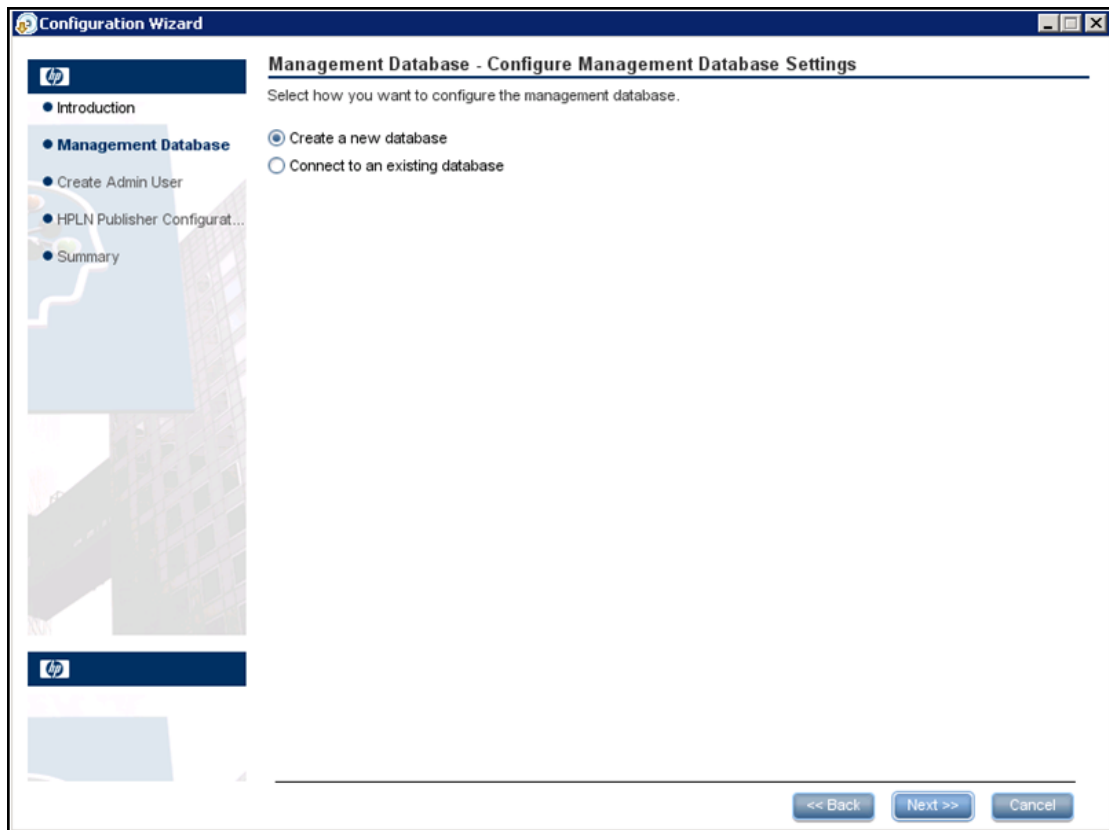 Configuration Wizard
hp
Introduction
Management Database
Create Admin User
HPLN Publisher Configurat...
Summary
hp
Management Database - Configure Management Database Settings
Select how you want to configure the management database.
Create a new database
Connect to an existing database
<< Back
Next >>
Cancel